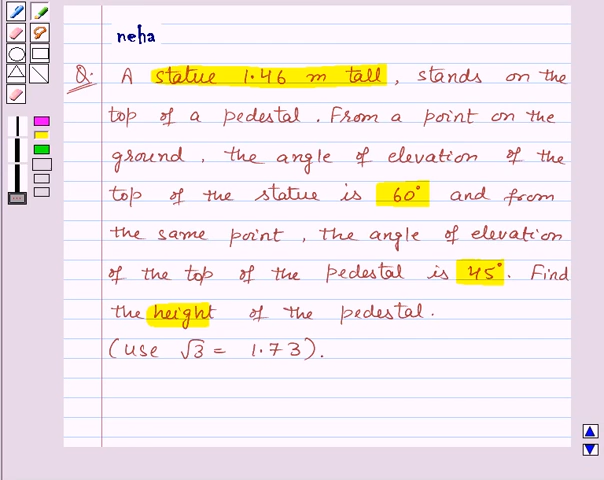 neha
Q. A statue 1.46 m tall, stands on the
top of a pedestal. From a point on the
ground, the angle of elevation of the
top of the statue is 60° and from
the same point, the angle of elevation
of the top of the pedestal is 45°. Find
the height of the pedestal.
(use √3 = 1.73).